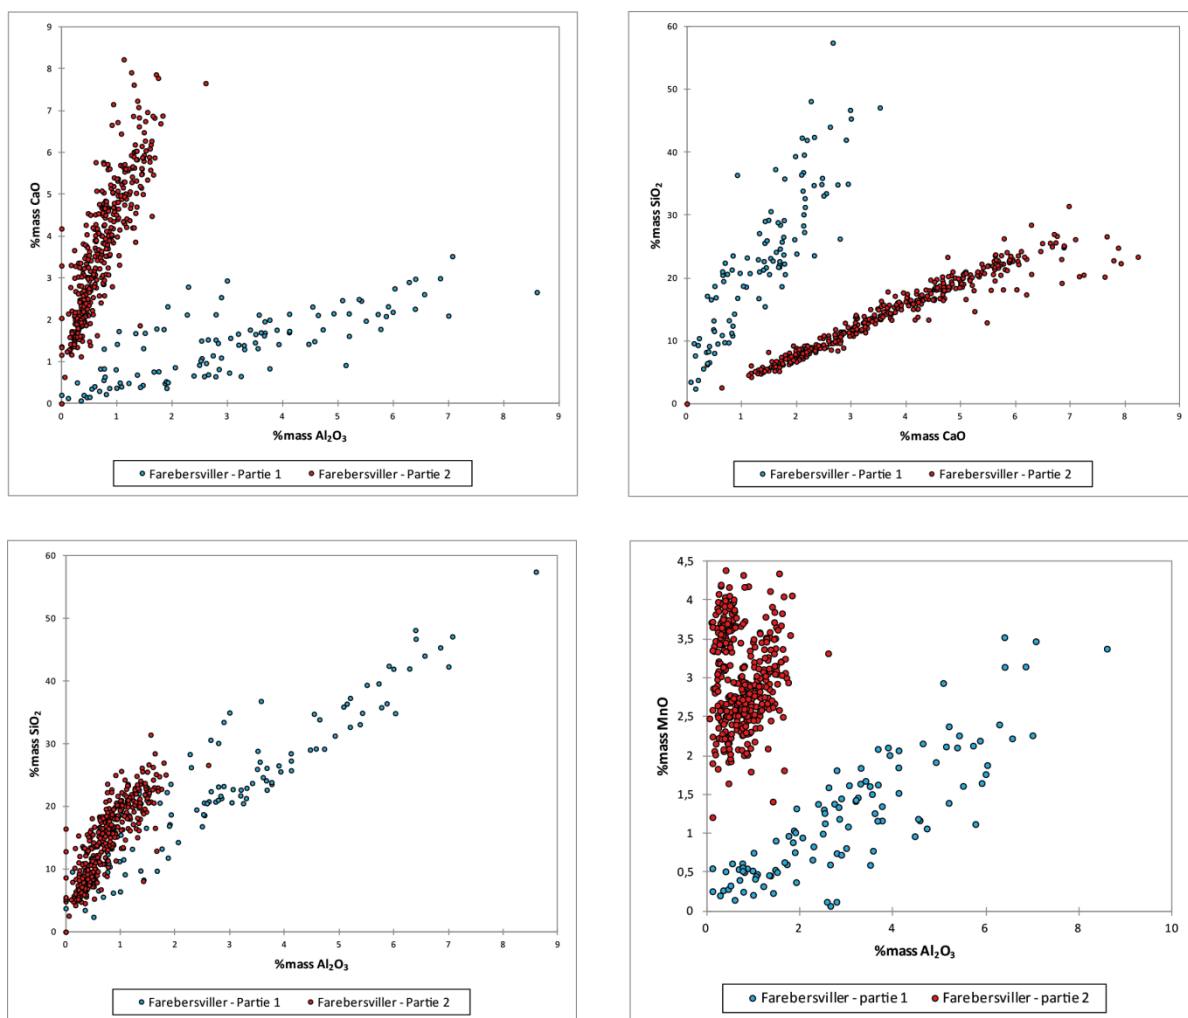 9
8
7
6
5
4
3
2
1
0
%mass CaO
0 1 2 3 4 5 6 7 8 9
%mass Al₂O₃
Farebersviller - Partie 1 Farebersviller - Partie 2
60
50
40
30
20
10
0
%mass SiO₂
0 1 2 3 4 5 6 7 8 9
%mass CaO
Farebersviller - Partie 1 Farebersviller - Partie 2
60
50
40
30
20
10
0
%mass SiO₂
0 1 2 3 4 5 6 7 8 9
%mass Al₂O₃
Farebersviller - Partie 1 Farebersviller - Partie 2
4,5
4
3,5
3
2,5
2
1,5
1
0,5
0
%mass MnO
0 2 4 6 8 10
%mass Al₂O₃
Farebersviller - partie 1 Farebersviller - partie 2